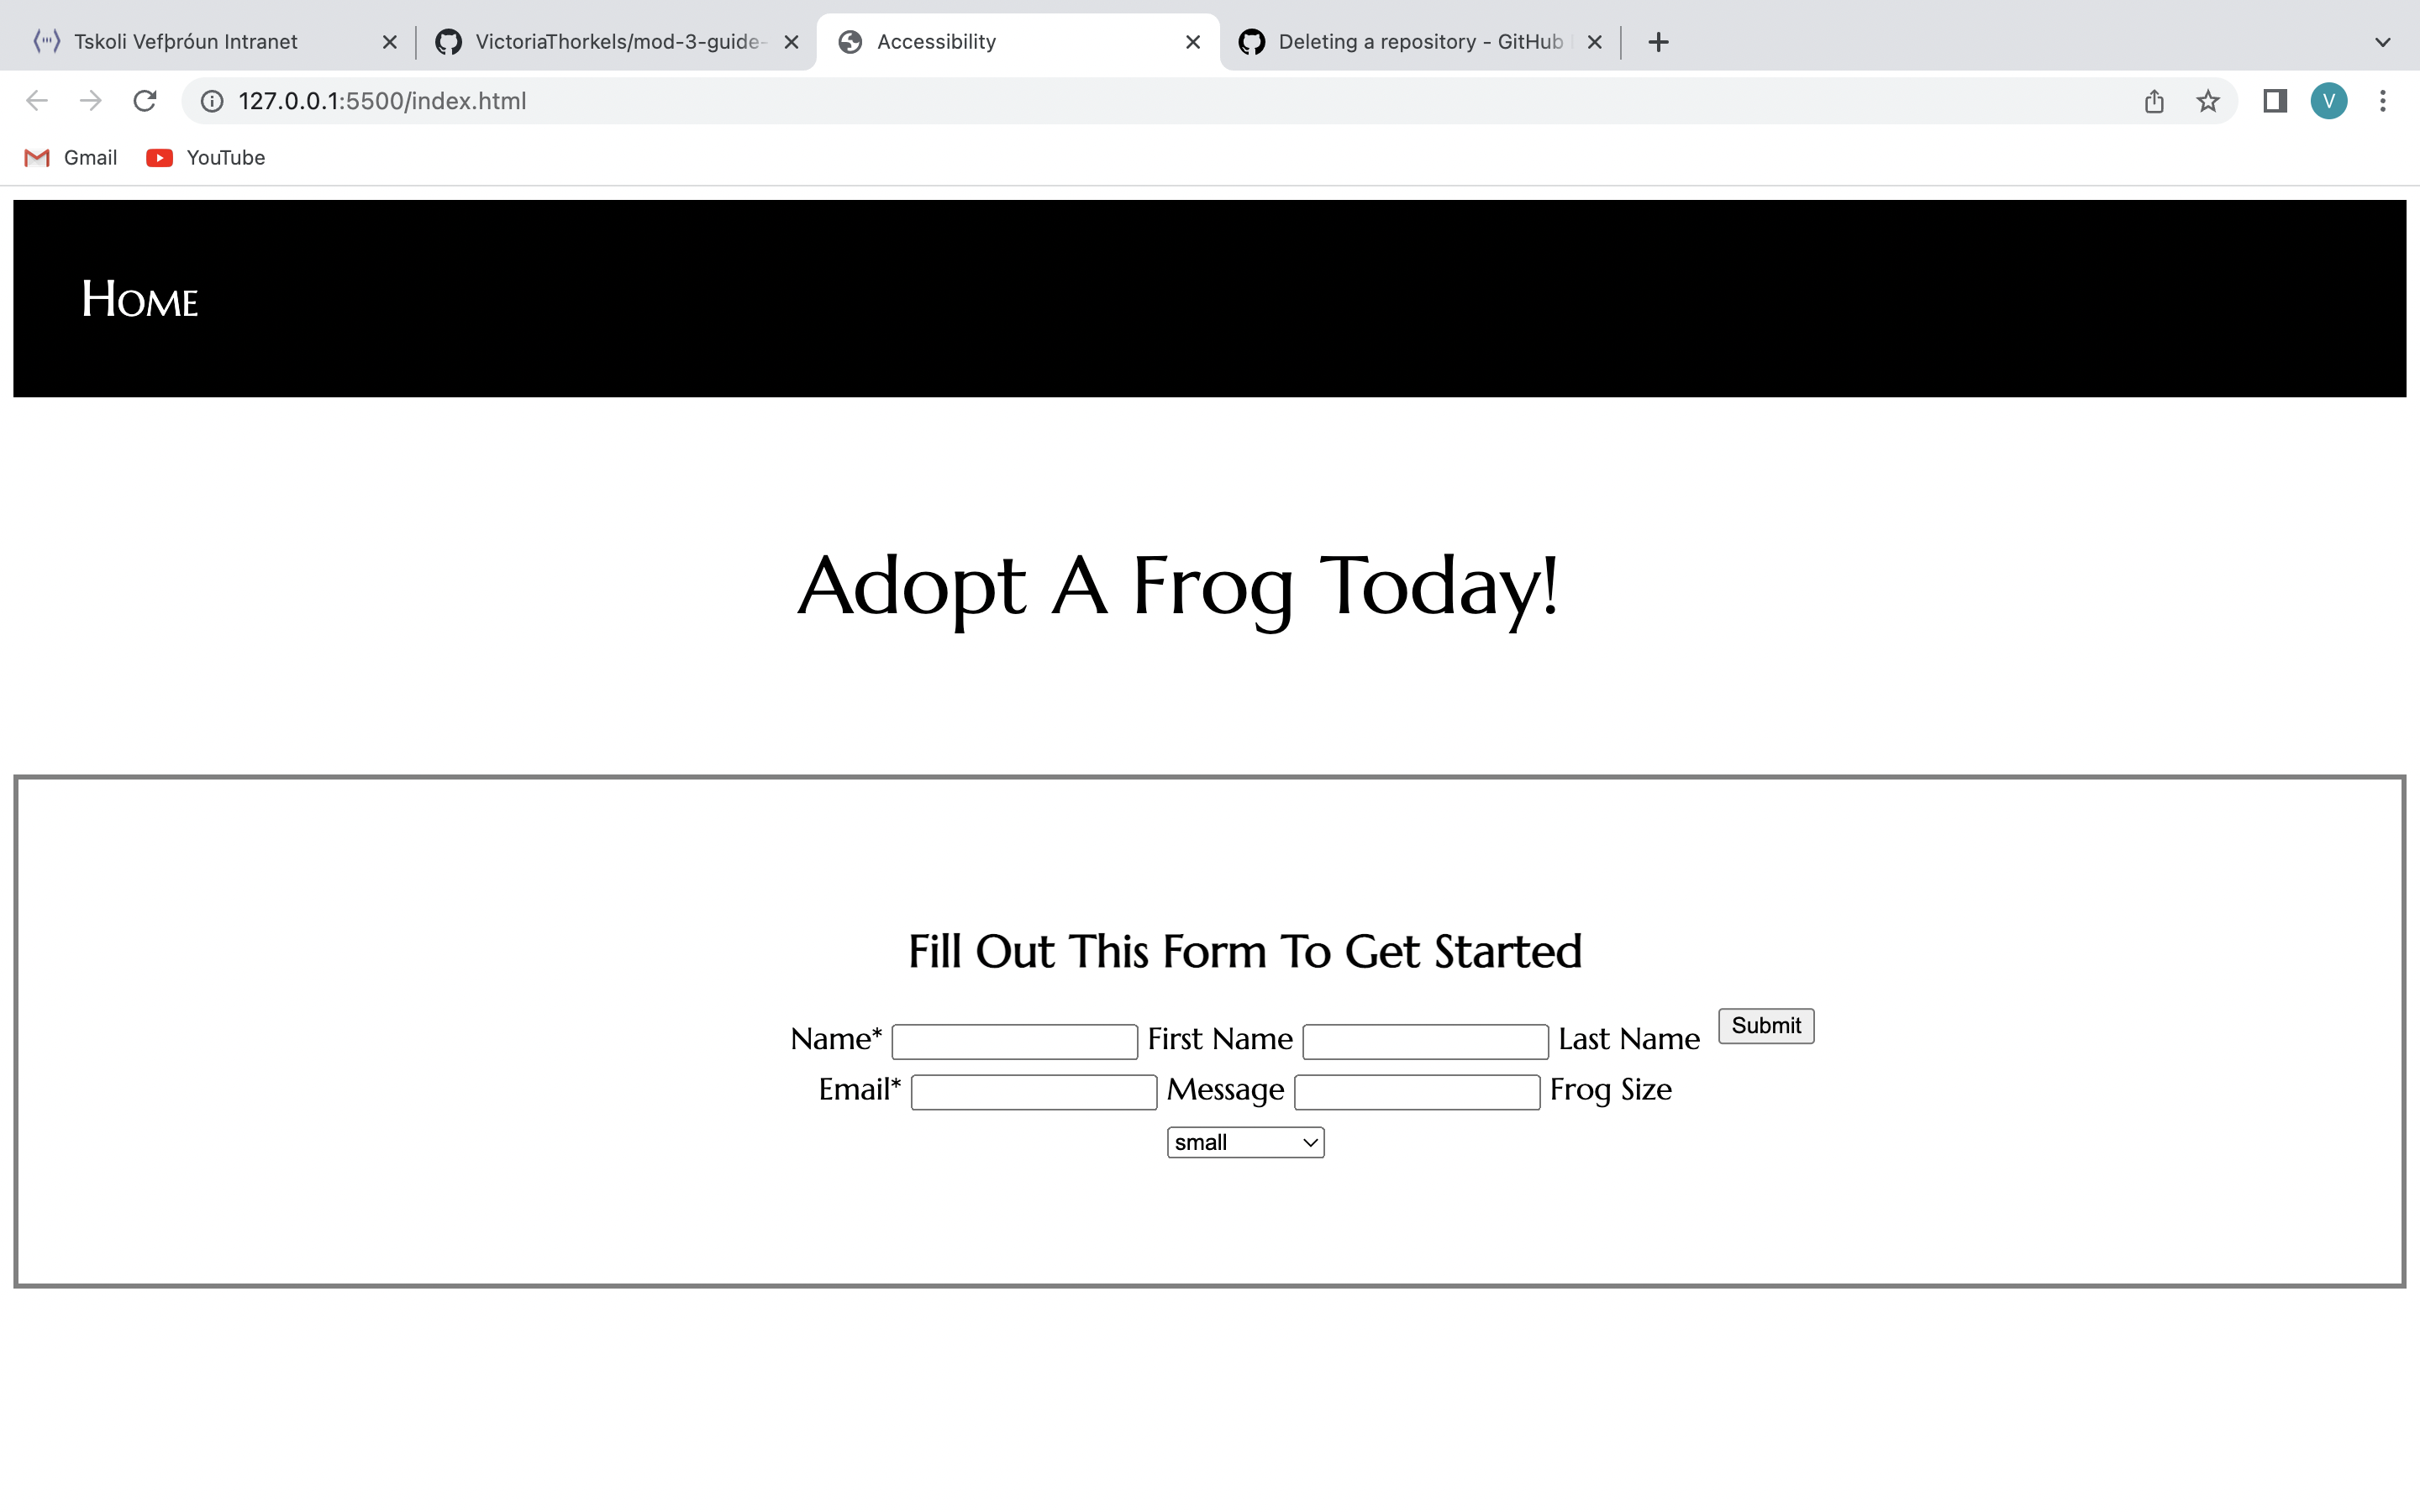 Tskoli Vefþróun Intranet
VictoriaThorkels/mod-3-guide-
Accessibility
Deleting a repository - GitHub
127.0.0.1:5500/index.html
V
Gmail
YouTube
Home
Adopt A Frog Today!
Fill Out This Form To Get Started
Name* First Name Last Name Submit
Email* Message Frog Size
small